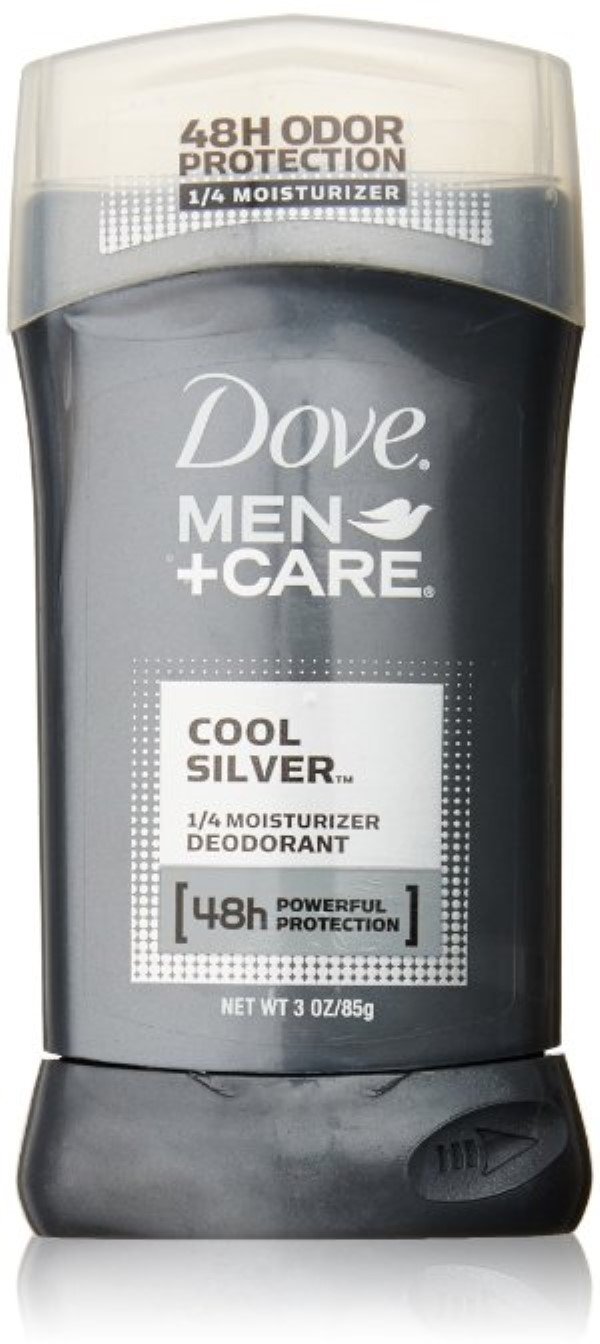 48H ODOR
PROTECTION
1/4 MOISTURIZER
Dove®
MEN
+CARE®
COOL
SILVER™
1/4 MOISTURIZER
DEODORANT
[48h POWERFUL
PROTECTION]
NET WT 3 OZ/85g